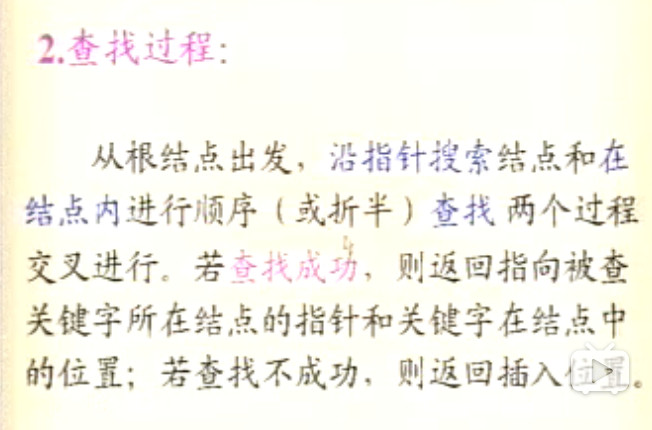 2.查找过程:
从根结点出发，沿指针搜索结点和在
结点内进行顺序（或折半）查找 两个过程
交叉进行。若查找成功，则返回指向被查
关键字所在结点的指针和关键字在结点中
的位置；若查找不成功，则返回插入位置。